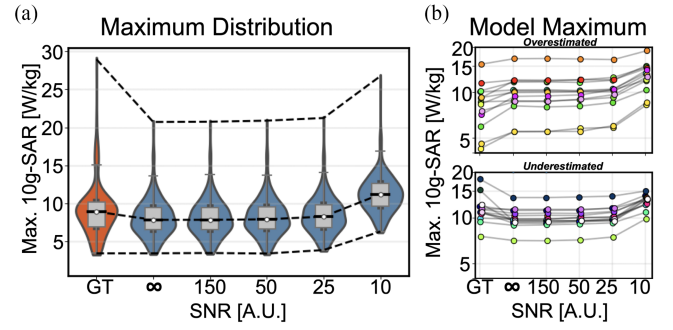 (a)
Maximum Distribution
Max. 10g-SAR [W/kg]
30
25
20
15
10
5
GT ∞ 150 50 25 10
SNR [A.U.]
(b)
Model Maximum
Overestimated
Max. 10g-SAR [W/kg]
20
15
10
5
Underestimated
20
15
10
5
GT ∞ 150 50 25 10
SNR [A.U.]